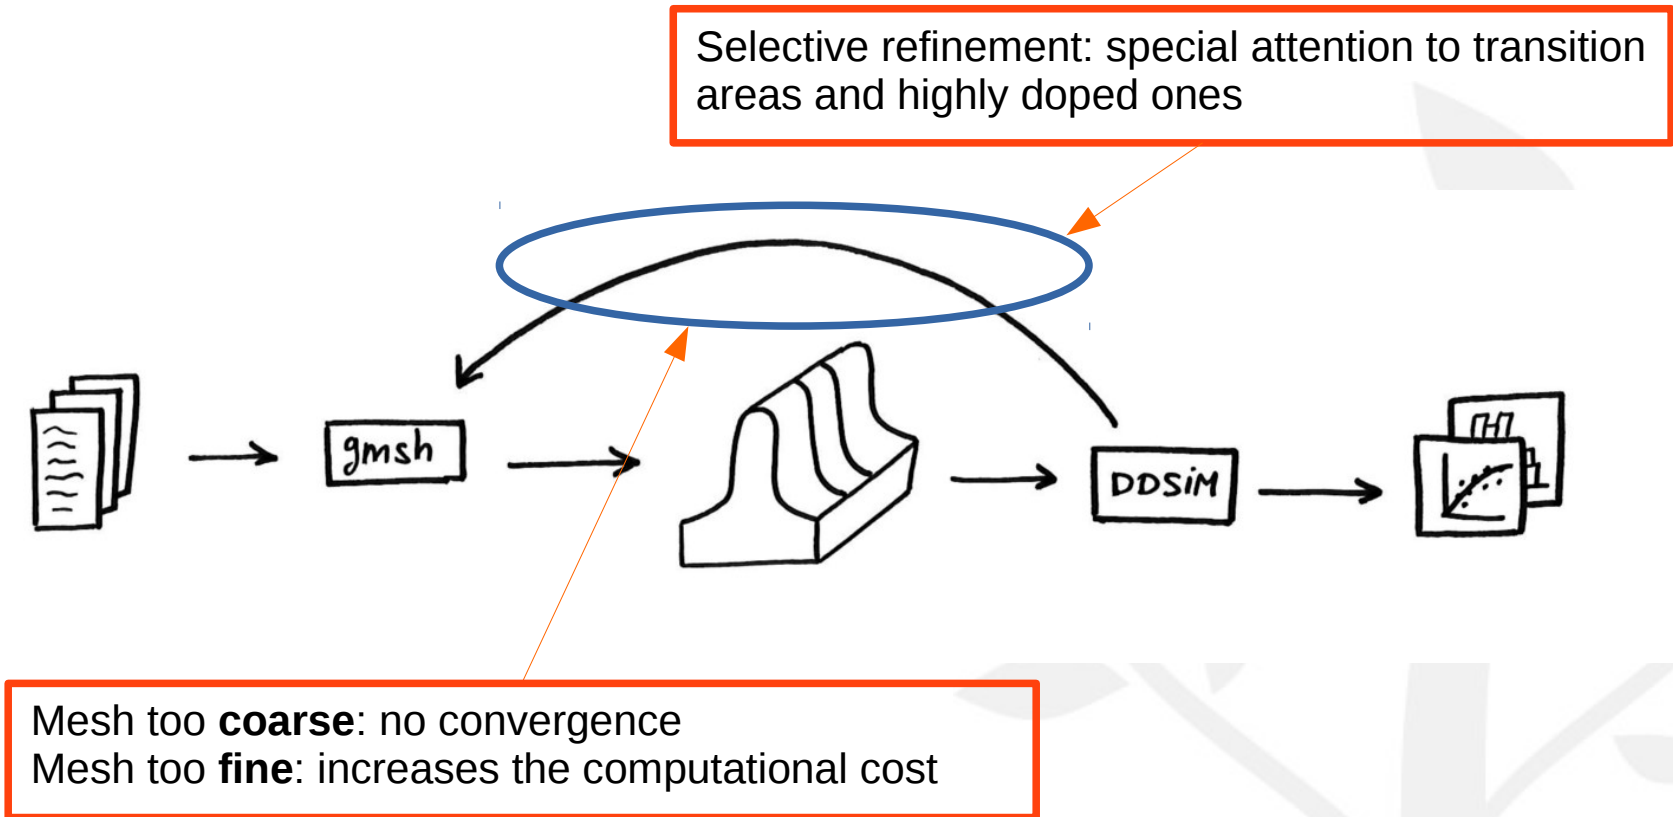 Selective refinement: special attention to transition
areas and highly doped ones
gmsh
DDSiM
Mesh too coarse: no convergence
Mesh too fine: increases the computational cost